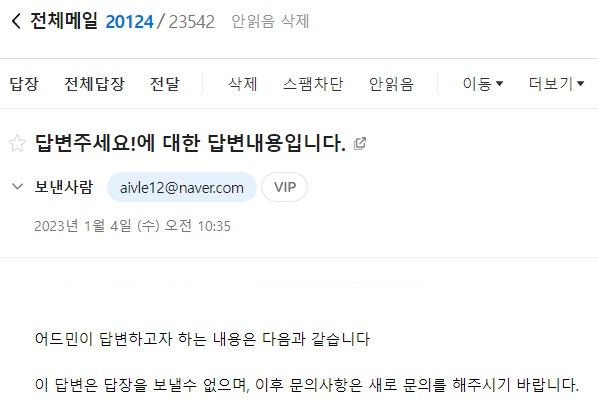 전체메일 20124 / 23542 안읽음 삭제
답장 전체답장 전달 삭제 스팸차단 안읽음 이동 더보기
답변주세요!에 대한 답변내용입니다.
보낸사람 aivle12@naver.com VIP
2023년 1월 4일 (수) 오전 10:35
어드민이 답변하고자 하는 내용은 다음과 같습니다
이 답변은 답장을 보낼수 없으며, 이후 문의사항은 새로 문의를 해주시기 바랍니다.